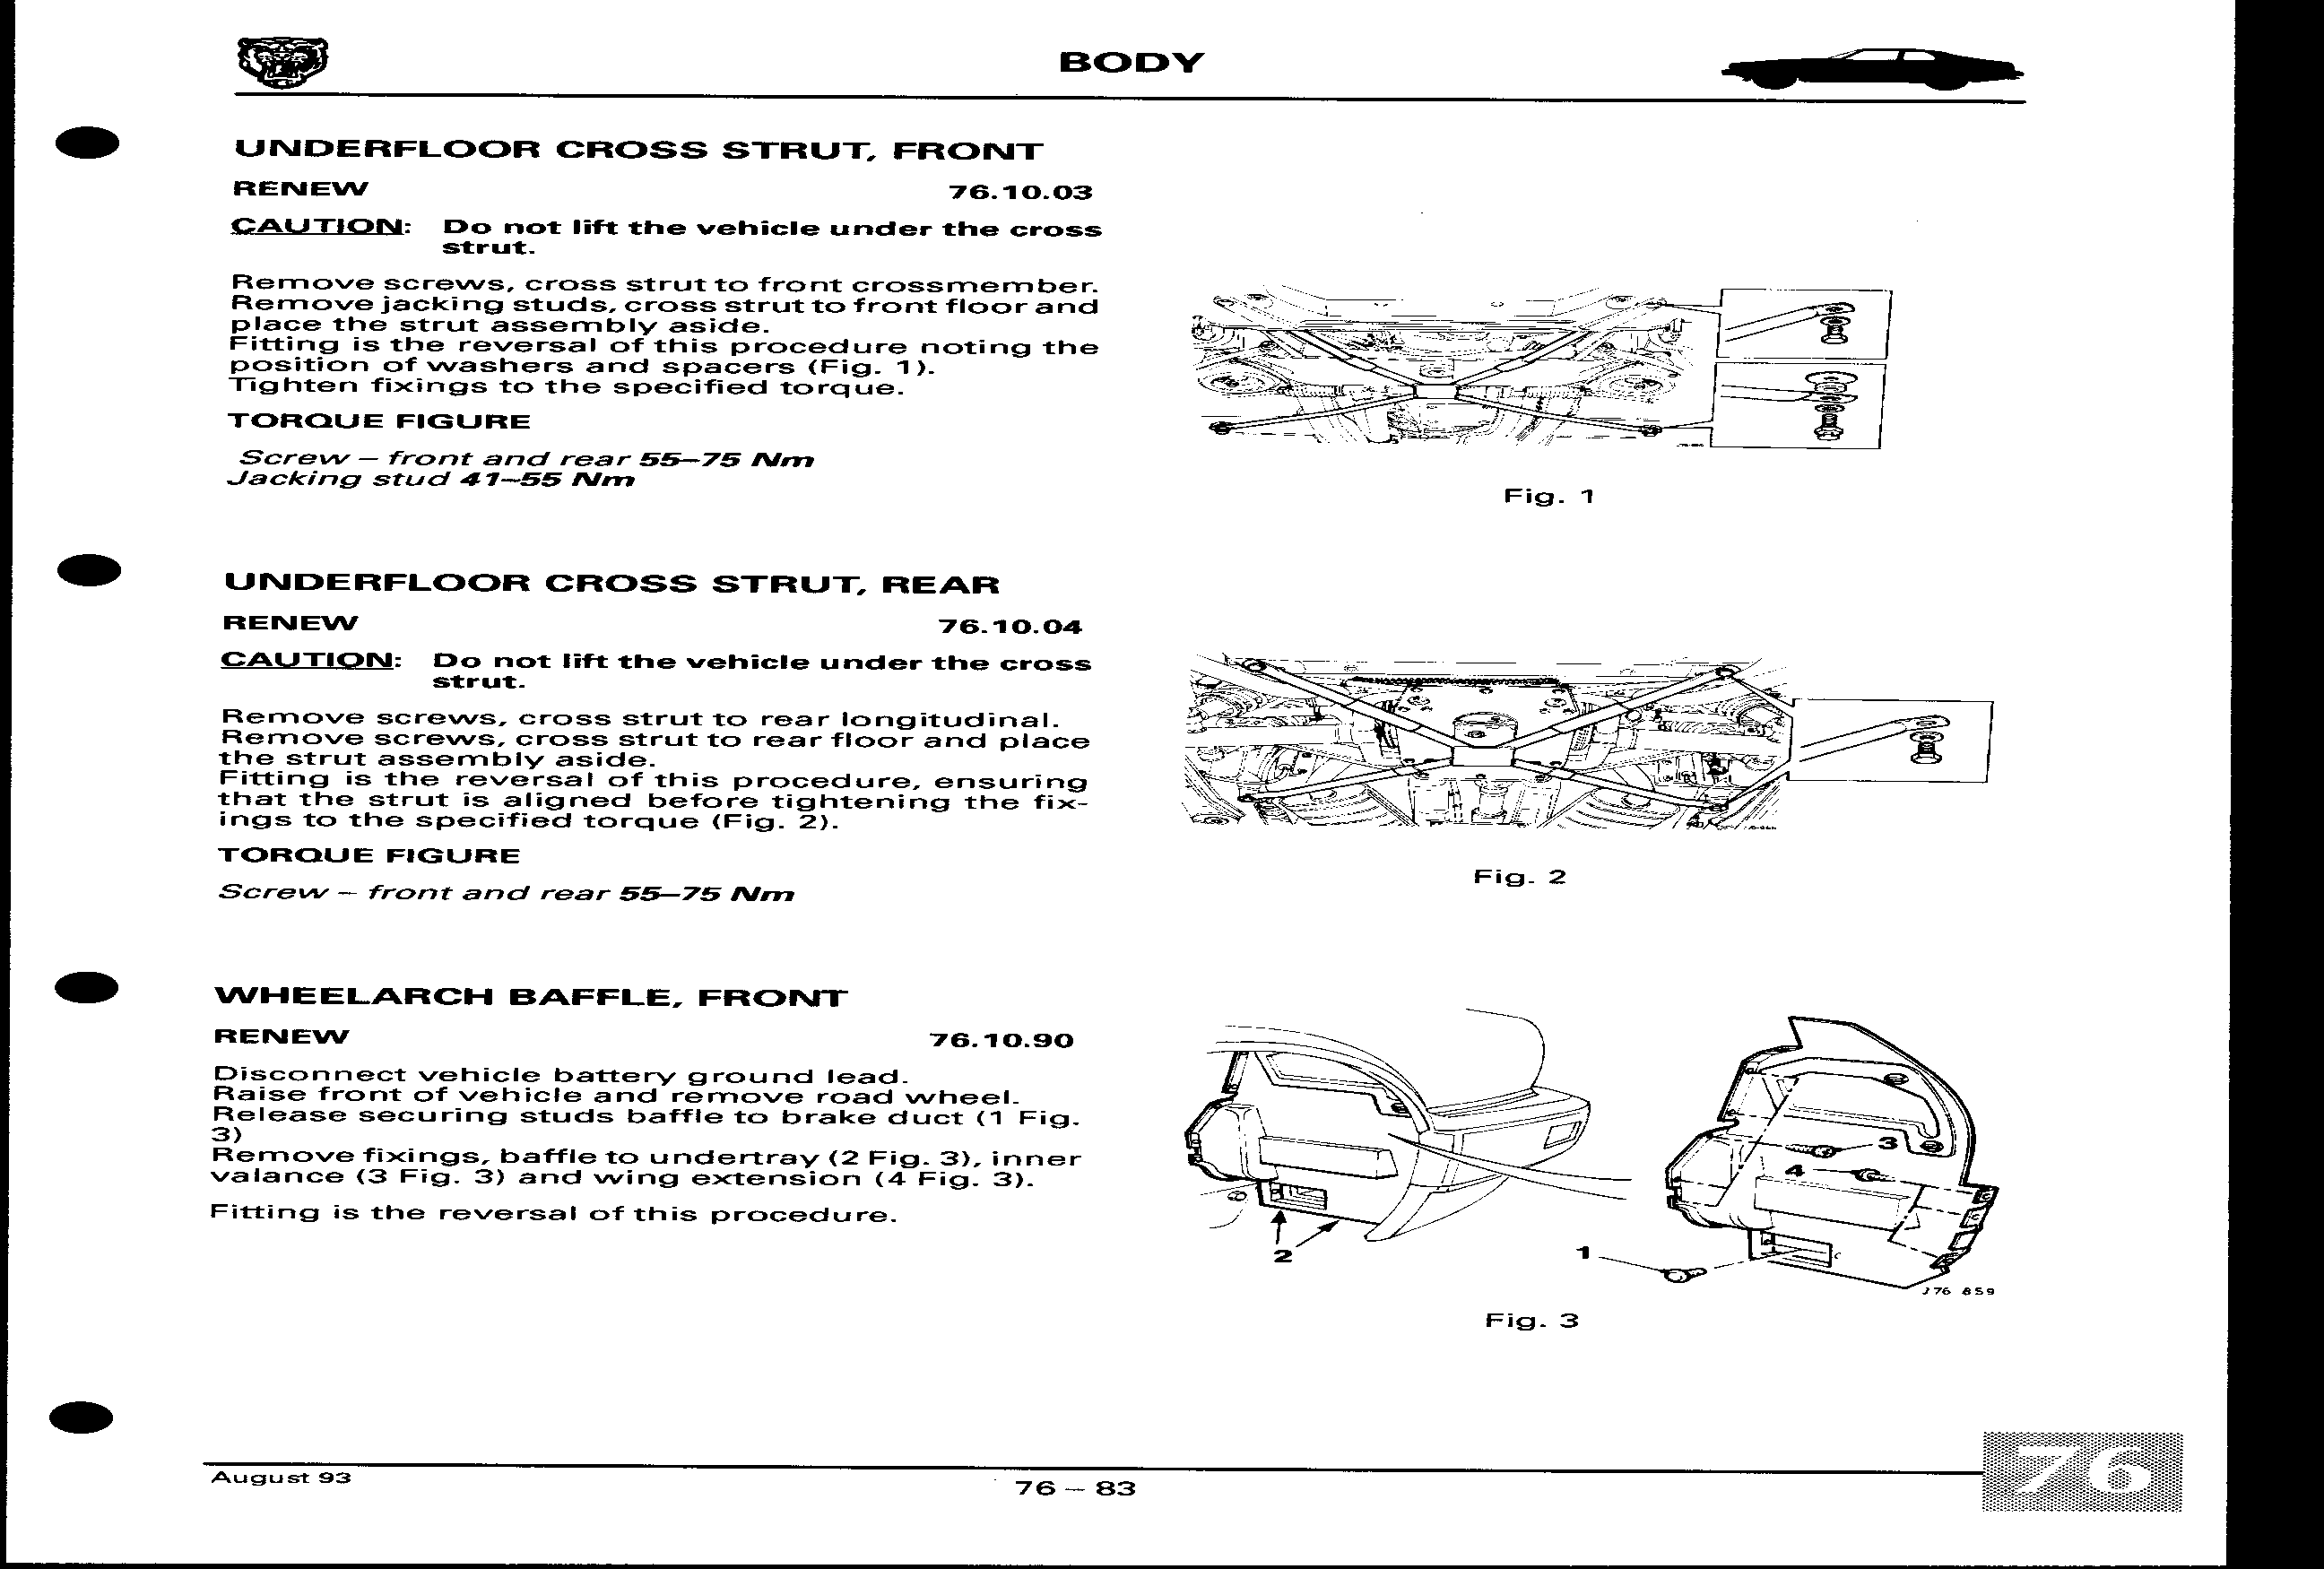 BODY
UNDERFLOOR CROSS STRUT, FRONT
RENEW 76.10.03
CAUTION: Do not lift the vehicle under the cross
strut.
Remove screws, cross strut to front crossmember.
Remove jacking studs, cross strut to front floor and
place the strut assembly aside.
Fitting is the reversal of this procedure noting the
position of washers and spacers (Fig. 1).
Tighten fixings to the specified torque.
TORQUE FIGURE
Screw – front and rear 55–75 Nm
Jacking stud 41–55 Nm
Fig. 1
UNDERFLOOR CROSS STRUT, REAR
RENEW 76.10.04
CAUTION: Do not lift the vehicle under the cross
strut.
Remove screws, cross strut to rear longitudinal.
Remove screws, cross strut to rear floor and place
the strut assembly aside.
Fitting is the reversal of this procedure, ensuring
that the strut is aligned before tightening the fix-
ings to the specified torque (Fig. 2).
TORQUE FIGURE
Screw – front and rear 55–75 Nm
Fig. 2
WHEELARCH BAFFLE, FRONT
RENEW 76.10.90
Disconnect vehicle battery ground lead.
Raise front of vehicle and remove road wheel.
Release securing studs baffle to brake duct (1 Fig.
3)
Remove fixings, baffle to undertray (2 Fig. 3), inner
valance (3 Fig. 3) and wing extension (4 Fig. 3).
Fitting is the reversal of this procedure.
3
4
2
1
J76 859
Fig. 3
August 93
76 – 83
76